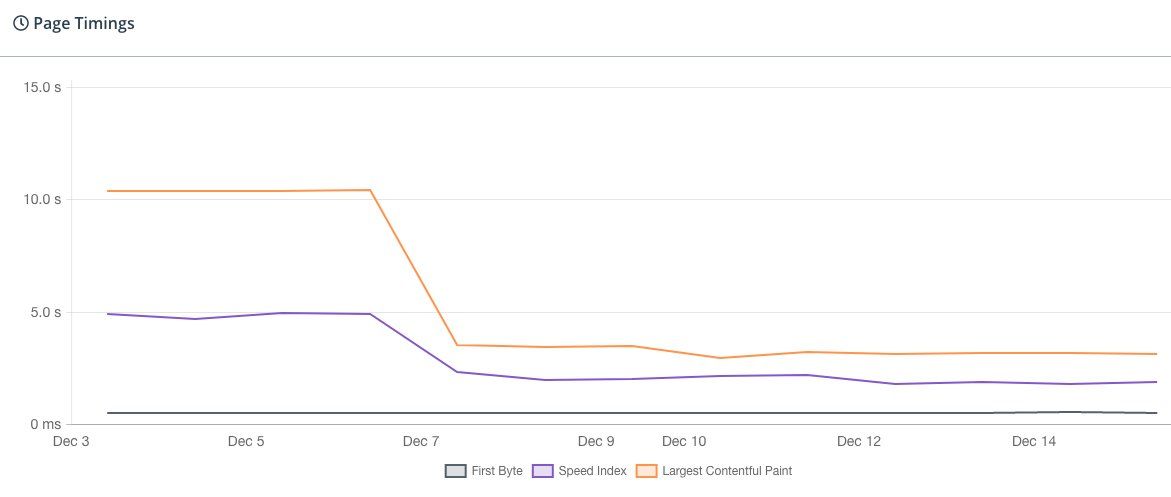 Page Timings
15.0 s
10.0 s
5.0 s
0 ms
Dec 3 Dec 5 Dec 7 Dec 9 Dec 10 Dec 12 Dec 14
First Byte Speed Index Largest Contentful Paint